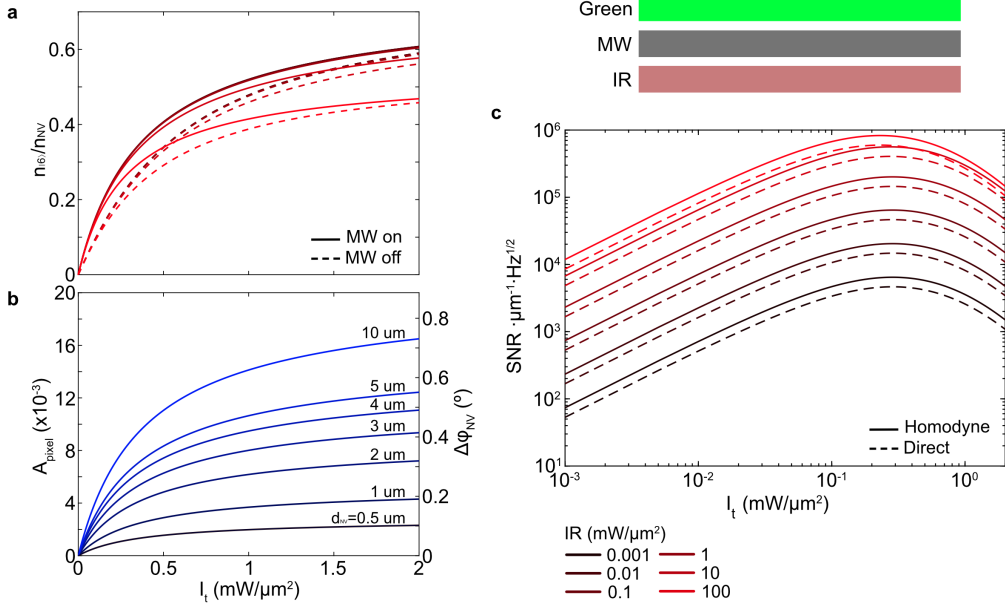 a
n|6⟩/nNV
0.6
0.4
0.2
0
MW on
MW off
b
Apixel (x10-3)
20
16
12
8
4
0
10 um
5 um
4 um
3 um
2 um
1 um
dNV=0.5 um
0.8
0.6
0.4
0.2
0
ΔφNV (º)
0 0.5 1 1.5 2
It (mW/µm2)
Green
MW
IR
c
SNR ·µm-1·Hz1/2
106
105
104
103
102
101
Homodyne
Direct
10-3 10-2 10-1 100
It (mW/µm2)
IR (mW/µm2)
0.001 1
0.01 10
0.1 100